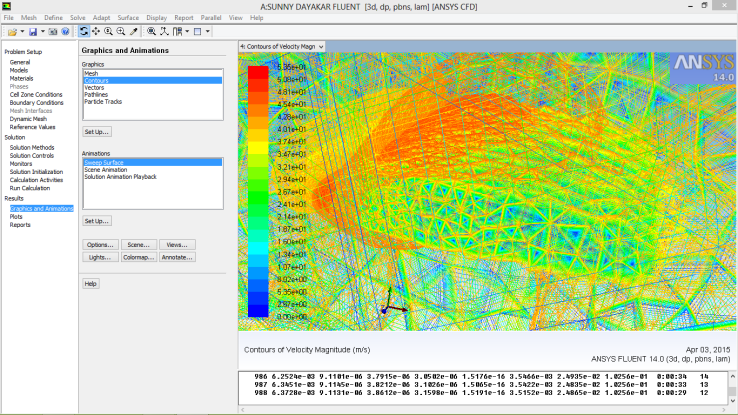 A:SUNNY DAYAKAR FLUENT [3d, dp, pbns, lam] [ANSYS CFD]
File Mesh Define Solve Adapt Surface Display Report Parallel View Help
Problem Setup
General
Models
Materials
Phases
Cell Zone Conditions
Boundary Conditions
Mesh Interfaces
Dynamic Mesh
Reference Values
Solution
Solution Methods
Solution Controls
Monitors
Solution Initialization
Calculation Activities
Run Calculation
Results
Graphics and Animations
Plots
Reports
Graphics and Animations
Graphics
Mesh
Contours
Vectors
Pathlines
Particle Tracks
Set Up...
Animations
Sweep Surface
Scene Animation
Solution Animation Playback
Set Up...
Options... Scene... Views...
Lights... Colormap... Annotate...
Help
Contours of Velocity Magn
ANSYS
14.0
4.81e+01
4.54e+01
4.28e+01
4.01e+01
3.74e+01
3.47e+01
3.21e+01
2.94e+01
2.67e+01
2.41e+01
2.14e+01
1.87e+01
1.60e+01
1.34e+01
1.07e+01
8.02e+00
5.35e+00
2.67e+00
0.00e+00
Contours of Velocity Magnitude (m/s)
Apr 03, 2015
ANSYS FLUENT 14.0 (3d, dp, pbns, lam)
986 6.2524e-03 9.1101e-06 3.7915e-06 3.0502e-06 1.5176e-16 3.5466e-03 2.4935e-02 1.0256e-01 0:00:34 14
987 6.3451e-03 9.1145e-06 3.8212e-06 3.1026e-06 1.5065e-16 3.5422e-03 2.4835e-02 1.0256e-01 0:00:33 13
988 6.3728e-03 9.1131e-06 3.8612e-06 3.1598e-06 1.5191e-16 3.5152e-03 2.4865e-02 1.0256e-01 0:00:29 12